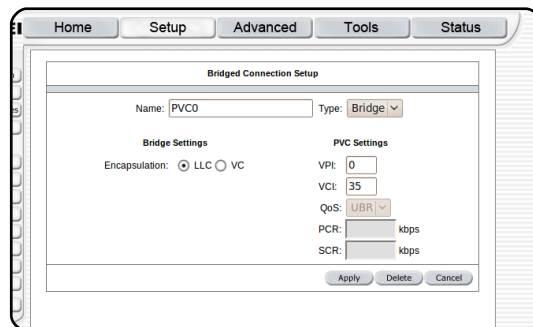 EI Home Setup Advanced Tools Status
Bridged Connection Setup
Name: PVC0 Type: Bridge
Bridge Settings PVC Settings
Encapsulation: LLC VC VPI: 0
VCI: 35
QoS: UBR
PCR: kbps
SCR: kbps
Apply Delete Cancel